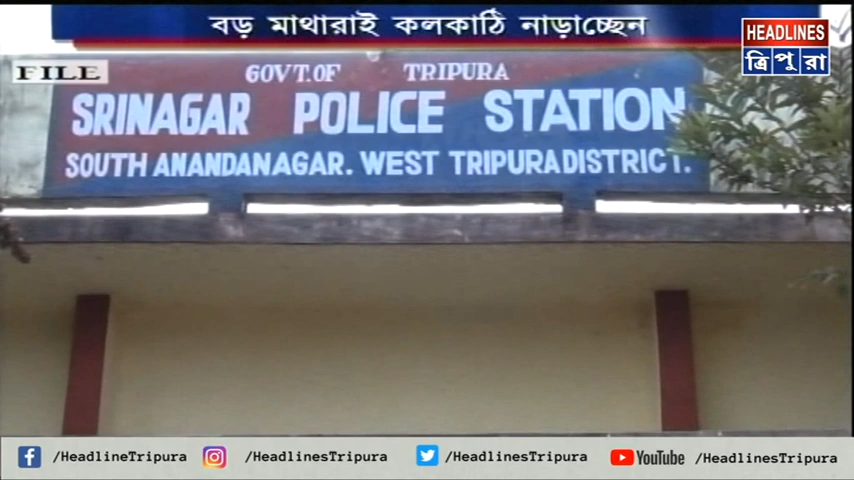 বড় মাথারাই কলকাঠি নাড়াচ্ছেন
HEADLINES
ত্রিপুরা
FILE
GOVT.OF TRIPURA
SRINAGAR POLICE STATION
SOUTH ANANDANAGAR. WEST TRIPURA DISTRICT.
/HeadlineTripura
/HeadlinesTripura
/HeadlinesTripura
YouTube
/HeadlinesTripura